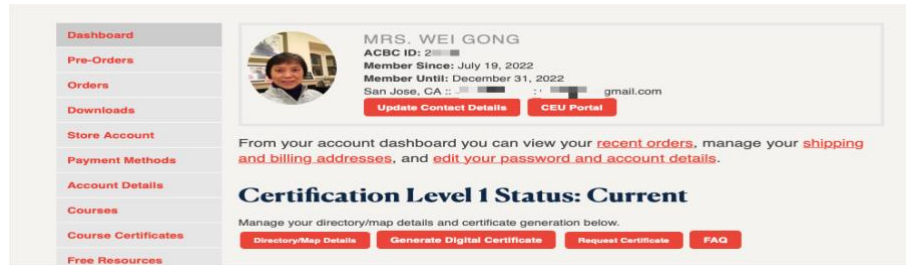 Dashboard
Pre-Orders
Orders
Downloads
Store Account
Payment Methods
Account Details
Courses
Course Certificates
Free Resources
MRS. WEI GONG
ACBC ID: 2
Member Since: July 19, 2022
Member Until: December 31, 2022
San Jose, CA :: : gmail.com
Update Contact Details
CEU Portal
From your account dashboard you can view your recent orders, manage your shipping
and billing addresses, and edit your password and account details.
Certification Level 1 Status: Current
Manage your directory/map details and certificate generation below.
Directory/Map Details
Generate Digital Certificate
Request Certificate
FAQ